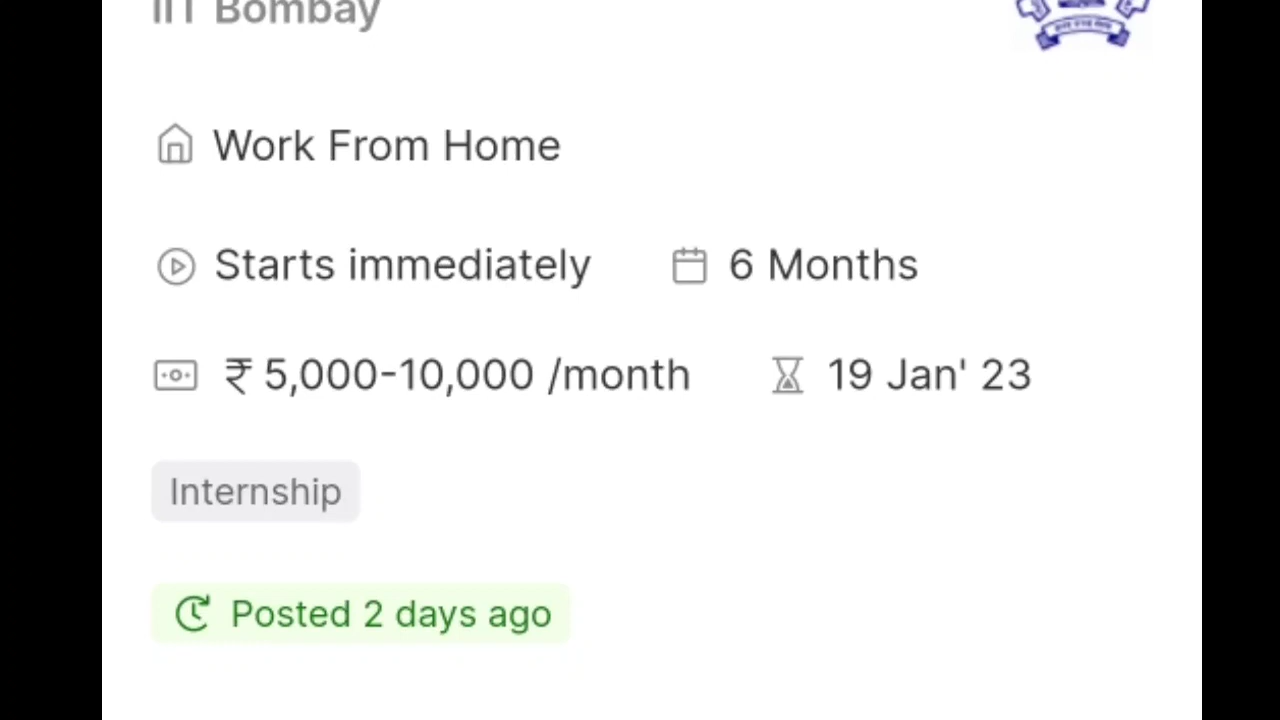 IIT Bombay
Work From Home
Starts immediately
6 Months
₹ 5,000-10,000 /month
19 Jan' 23
Internship
Posted 2 days ago